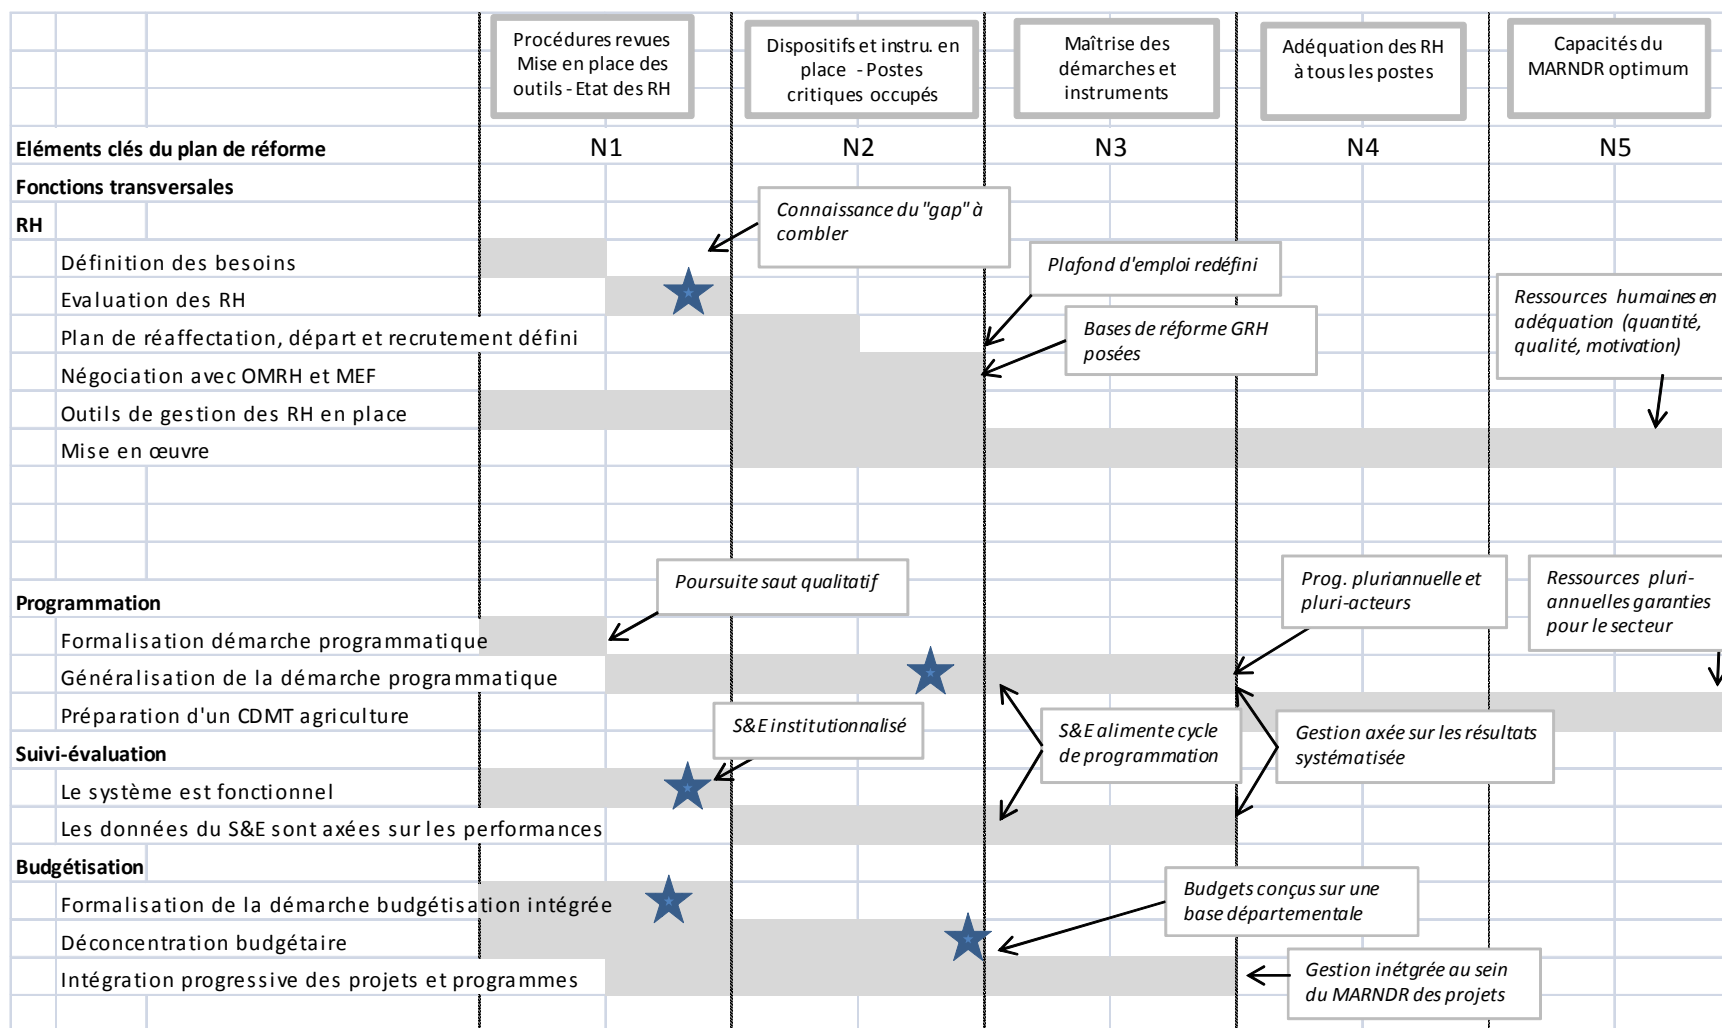 Procédures revues
Mise en place des
outils - Etat des RH
Dispositifs et instru. en
place - Postes
critiques occupés
Maîtrise des
démarches et
instruments
Adéquation des RH
à tous les postes
Capacités du
MARNDR optimum
Eléments clés du plan de réforme
N1
N2
N3
N4
N5
Fonctions transversales
RH
Connaissance du "gap" à
combler
Définition des besoins
Plafond d'emploi redéfini
Evaluation des RH
Ressources humaines en
adéquation (quantité,
qualité, motivation)
Plan de réaffectation, départ et recrutement défini
Bases de réforme GRH
posées
Négociation avec OMRH et MEF
Outils de gestion des RH en place
Mise en œuvre
Poursuite saut qualitatif
Prog. pluriannuelle et
pluri-acteurs
Ressources pluri-
annuelles garanties
pour le secteur
Programmation
Formalisation démarche programmatique
Généralisation de la démarche programmatique
Préparation d'un CDMT agriculture
S&E institutionnalisé
S&E alimente cycle
de programmation
Gestion axée sur les résultats
systématisée
Suivi-évaluation
Le système est fonctionnel
Les données du S&E sont axées sur les performances
Budgétisation
Formalisation de la démarche budgétisation intégrée
Budgets conçus sur une
base départementale
Déconcentration budgétaire
Intégration progressive des projets et programmes
Gestion inétgrée au sein
du MARNDR des projets